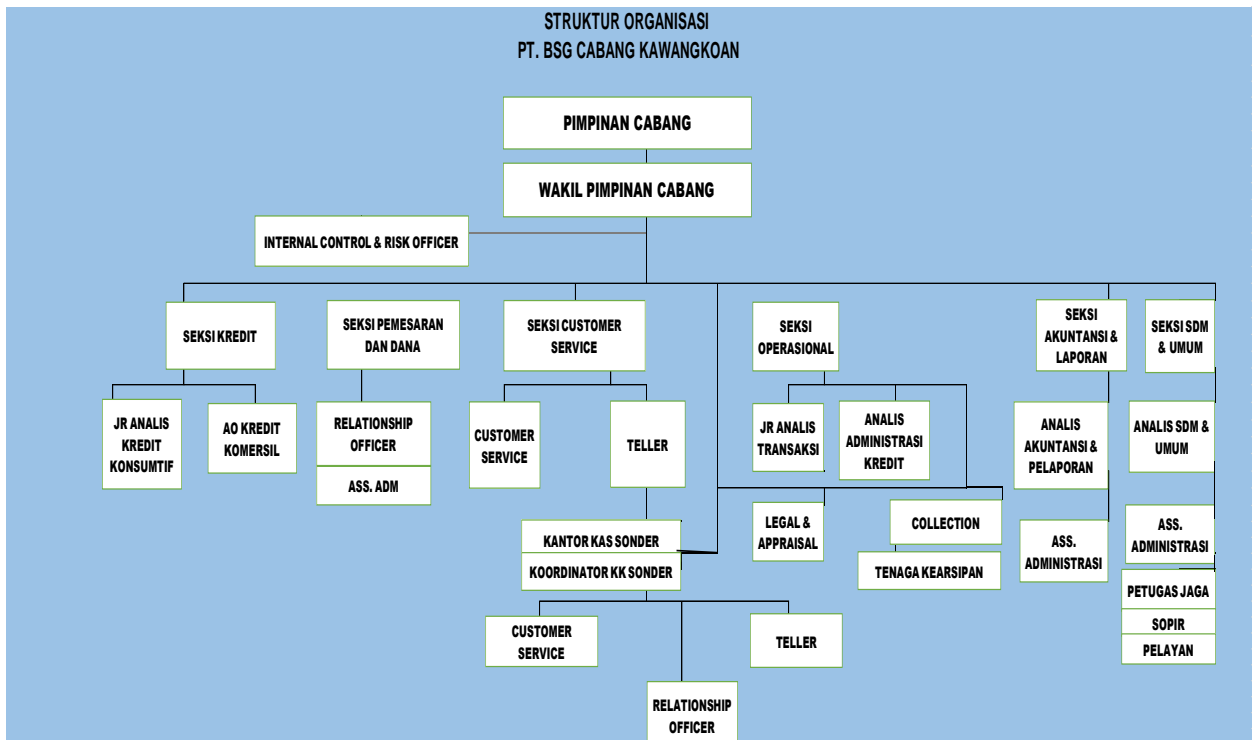 STRUKTUR ORGANISASI
PT. BSG CABANG KAWANGKOAN
PIMPINAN CABANG
WAKIL PIMPINAN CABANG
INTERNAL CONTROL & RISK OFFICER
SEKSI KREDIT
SEKSI PEMESARAN
DAN DANA
SEKSI CUSTOMER
SERVICE
SEKSI
OPERASIONAL
SEKSI
AKUNTANSI &
LAPORAN
SEKSI SDM
& UMUM
JR ANALIS
KREDIT
KONSUMTIF
AO KREDIT
KOMERSIL
RELATIONSHIP
OFFICER
ASS. ADM
CUSTOMER
SERVICE
TELLER
JR ANALIS
TRANSAKSI
ANALIS
ADMINISTRASI
KREDIT
ANALIS
AKUNTANSI &
PELAPORAN
ANALIS SDM &
UMUM
KANTOR KAS SONDER
KOORDINATOR KK SONDER
LEGAL &
APPRAISAL
COLLECTION
TENAGA KEARSIPAN
ASS.
ADMINISTRASI
ASS.
ADMINISTRASI
PETUGAS JAGA
SOPIR
PELAYAN
CUSTOMER
SERVICE
TELLER
RELATIONSHIP
OFFICER